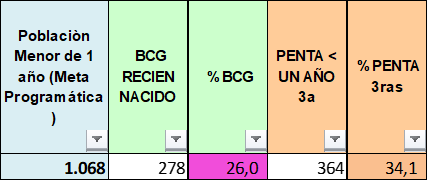 Poblaciòn
Menor de 1
año (Meta
Programática
)
BCG
RECIEN
NACIDO
% BCG
PENTA <
UN AÑO
3a
% PENTA
3ras
1.068
278
26,0
364
34,1